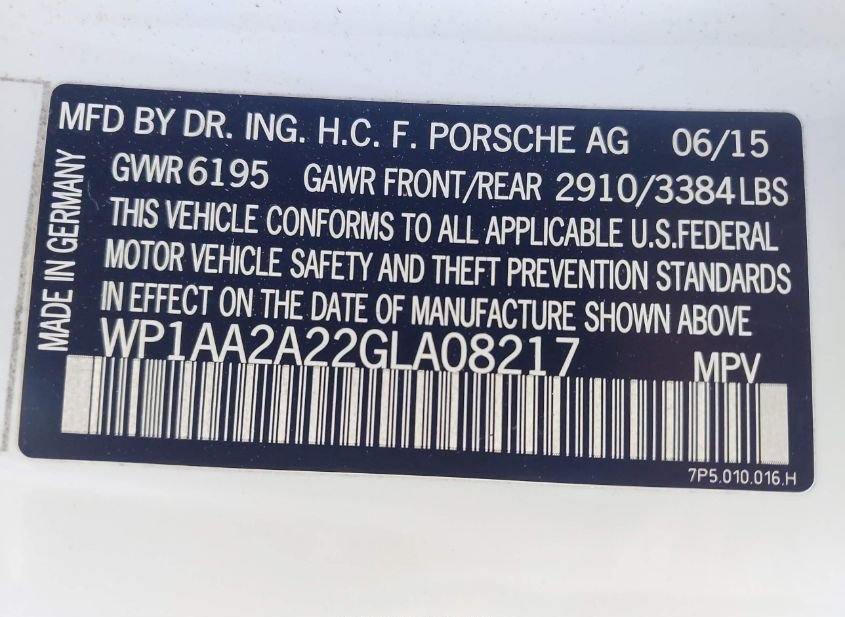 MFD BY DR. ING. H.C. F. PORSCHE AG 06/15
GVWR 6195 GAWR FRONT/REAR 2910/3384 LBS
THIS VEHICLE CONFORMS TO ALL APPLICABLE U.S.FEDERAL
MOTOR VEHICLE SAFETY AND THEFT PREVENTION STANDARDS
IN EFFECT ON THE DATE OF MANUFACTURE SHOWN ABOVE
WP1AA2A22GLA08217 MPV
7P5.010.016.H
MADE IN GERMANY